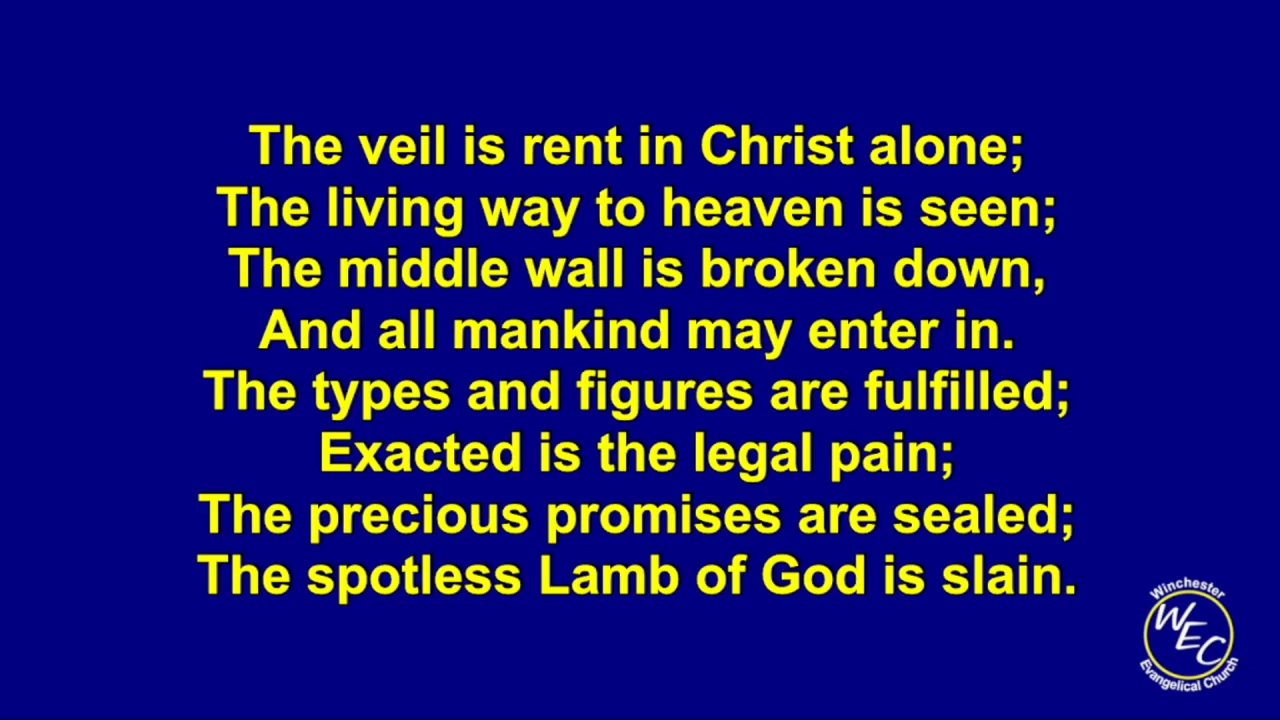 The veil is rent in Christ alone;
The living way to heaven is seen;
The middle wall is broken down,
And all mankind may enter in.
The types and figures are fulfilled;
Exacted is the legal pain;
The precious promises are sealed;
The spotless Lamb of God is slain.
Winchester
WEC
Evangelical Church